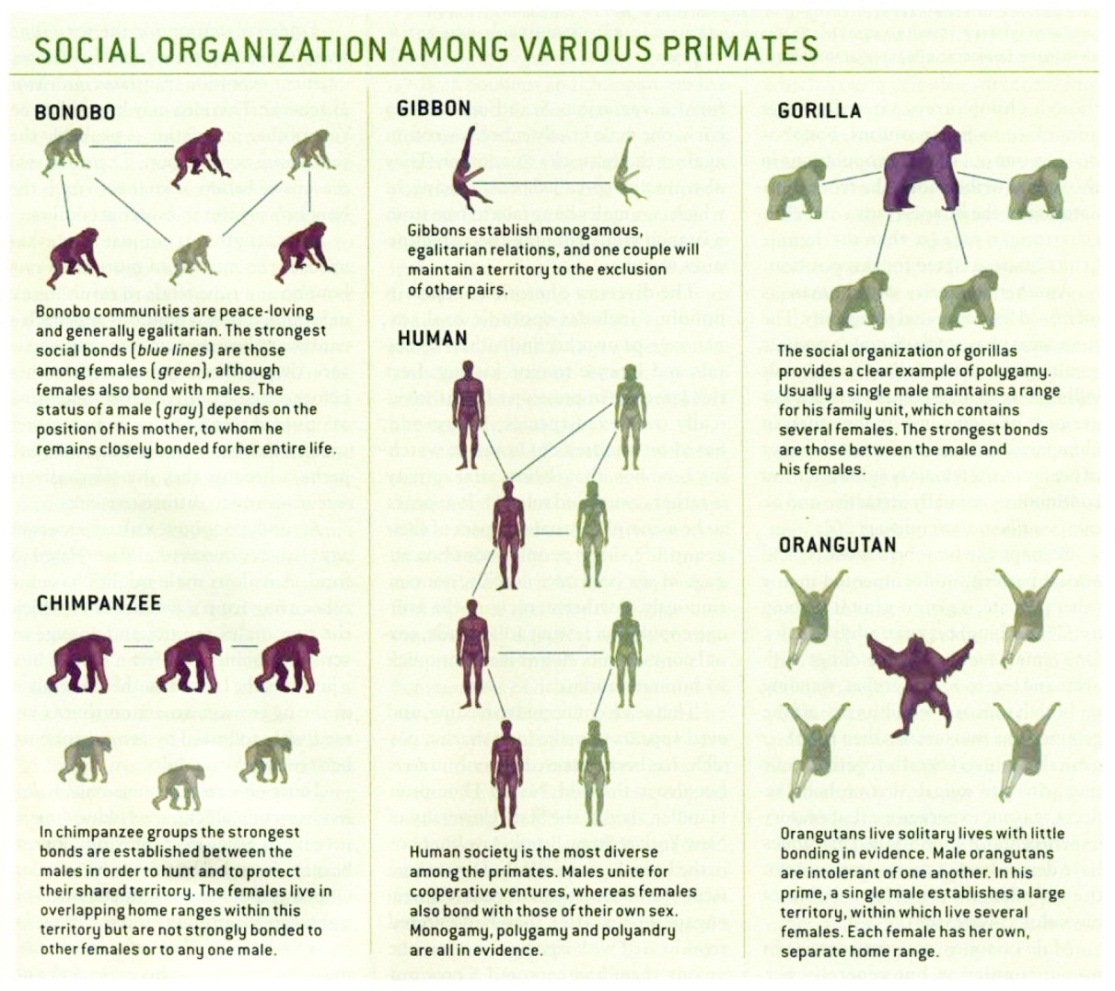 SOCIAL ORGANIZATION AMONG VARIOUS PRIMATES
BONOBO
Bonobo communities are peace-loving
and generally egalitarian. The strongest
social bonds (blue lines) are those
among females (green), although
females also bond with males. The
status of a male (gray) depends on the
position of his mother, to whom he
remains closely bonded for her entire life.
CHIMPANZEE
In chimpanzee groups the strongest
bonds are established between the
males in order to hunt and to protect
their shared territory. The females live in
overlapping home ranges within this
territory but are not strongly bonded to
other females or to any one male.
GIBBON
Gibbons establish monogamous,
egalitarian relations, and one couple will
maintain a territory to the exclusion
of other pairs.
HUMAN
Human society is the most diverse
among the primates. Males unite for
cooperative ventures, whereas females
also bond with those of their own sex.
Monogamy, polygamy and polyandry
are all in evidence.
GORILLA
The social organization of gorillas
provides a clear example of polygamy.
Usually a single male maintains a range
for his family unit, which contains
several females. The strongest bonds
are those between the male and
his females.
ORANGUTAN
Orangutans live solitary lives with little
bonding in evidence. Male orangutans
are intolerant of one another. In his
prime, a single male establishes a large
territory, within which live several
females. Each female has her own,
separate home range.